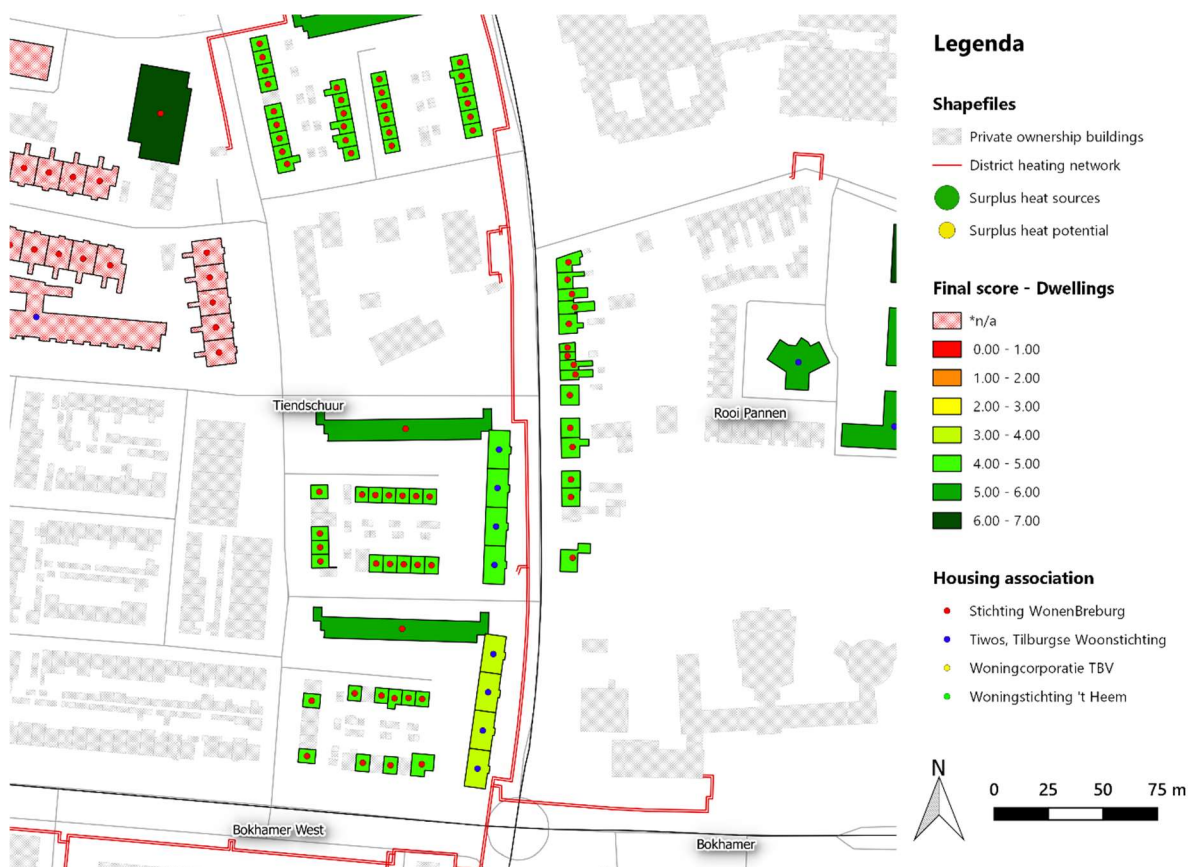 Tiendschuur
Rooi Pannen
Bokhamer West
Bokhamer
Legenda
Shapefiles
Private ownership buildings
District heating network
Surplus heat sources
Surplus heat potential
Final score - Dwellings
*n/a
0.00 - 1.00
1.00 - 2.00
2.00 - 3.00
3.00 - 4.00
4.00 - 5.00
5.00 - 6.00
6.00 - 7.00
Housing association
Stichting WonenBreburg
Tiwos, Tilburgse Woonstichting
Woningcorporatie TBV
Woningstichting 't Heem
N
0 25 50 75 m